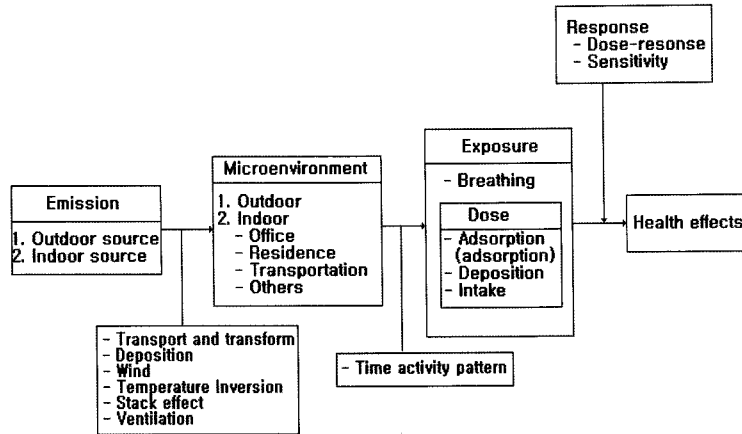 Response
- Dose-resonse
- Sensitivity
Exposure
- Breathing
Dose
- Adsorption
(adsorption)
- Deposition
- Intake
Health effects
Microenvironment
1. Outdoor
2. Indoor
- Office
- Residence
- Transportation
- Others
Emission
1. Outdoor source
2. Indoor source
- Transport and transform
- Deposition
- Wind
- Temperature Inversion
- Stack effect
- Ventilation
- Time activity pattern